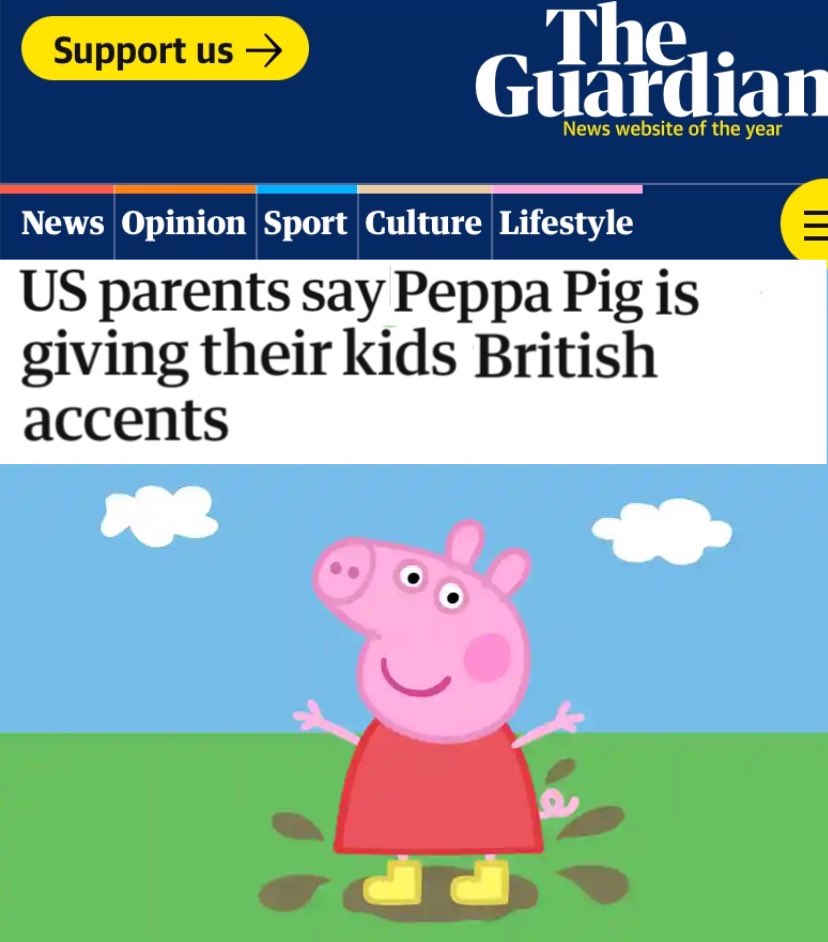 Support us →
The
Guardian
News website of the year
News Opinion Sport Culture Lifestyle
US parents say Peppa Pig is
giving their kids British
accents